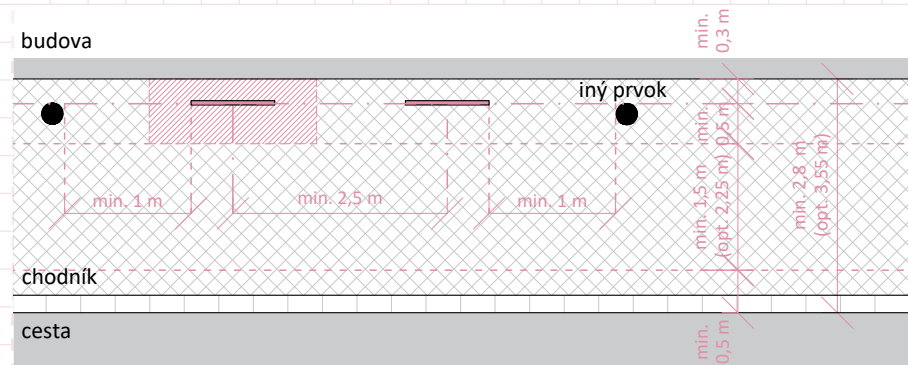 budova
min.
0,3 m
iný prvok
min.
0,5 m
min. 1 m
min. 2,5 m
min. 1 m
min. 1,5 m
(opt. 2,25 m)
min. 2,8 m
(opt. 3,55 m)
chodník
cesta
min.
0,5 m